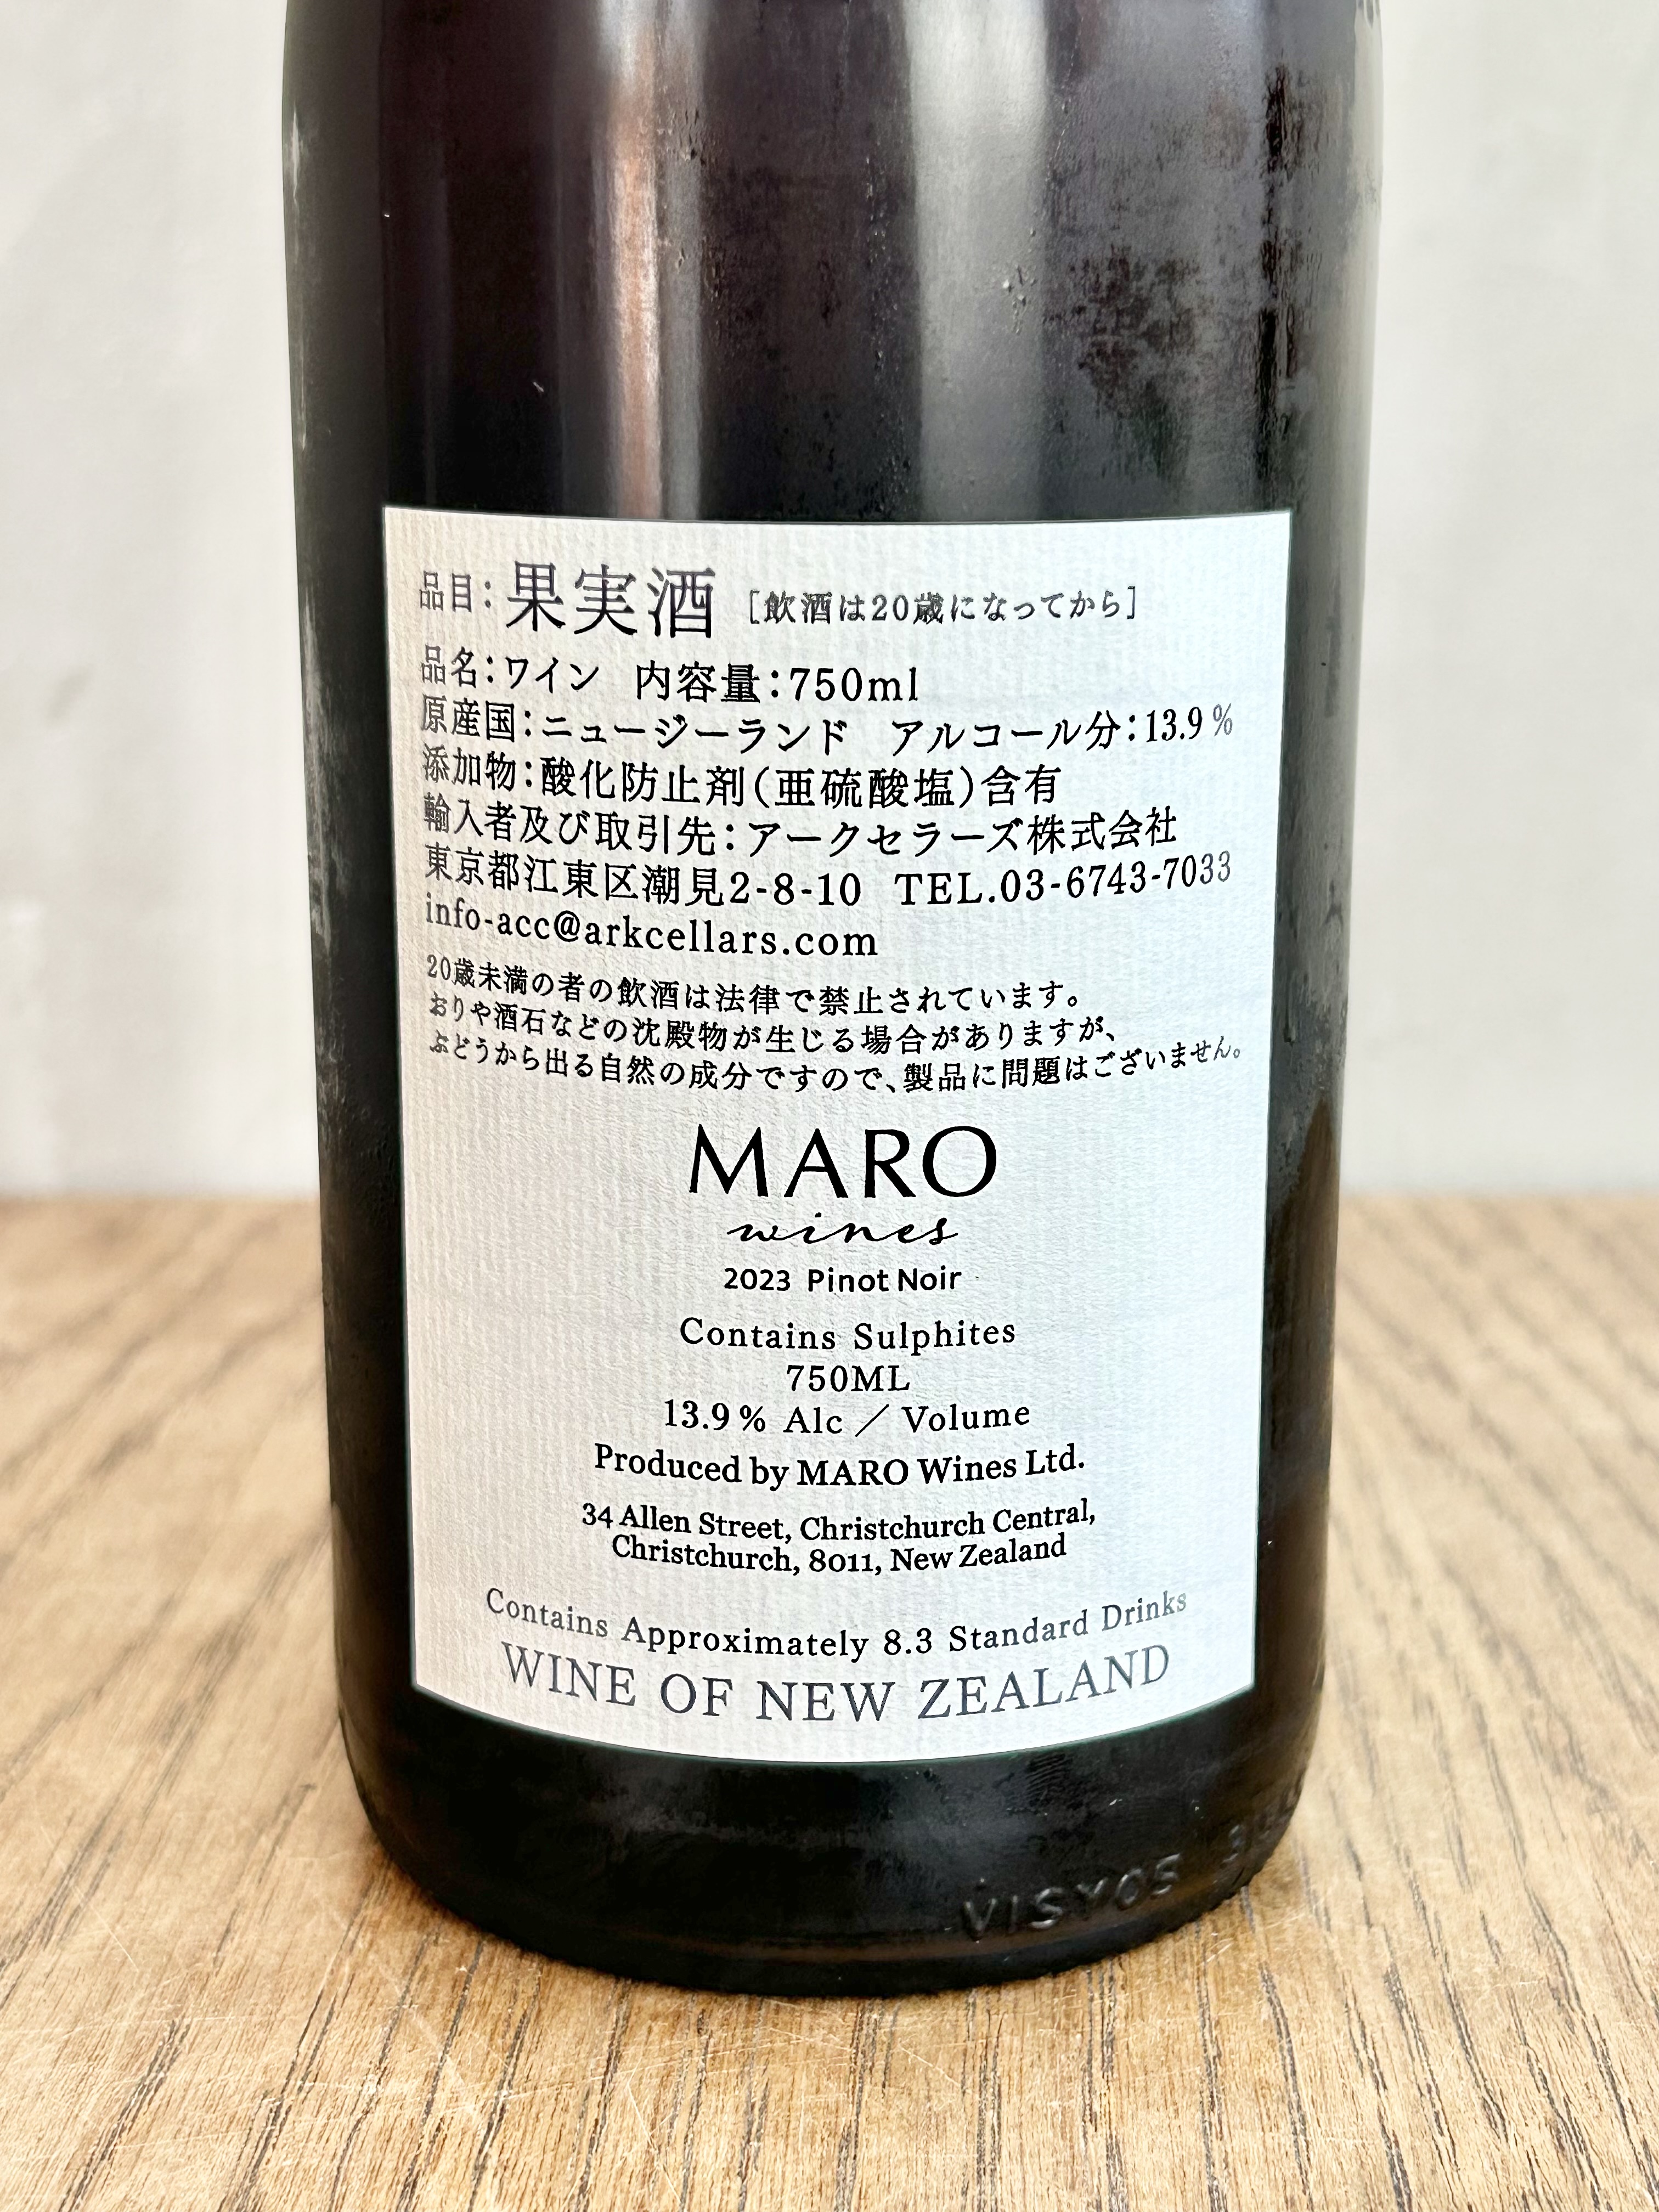 品目：果実酒 [飲酒は20歳になってから]
品名：ワイン 内容量：750ml
原産国：ニュージーランド アルコール分：13.9％
添加物：酸化防止剤（亜硫酸塩）含有
輸入者及び取引先：アークセラーズ株式会社
東京都江東区潮見2-8-10 TEL.03-6743-7033
info-acc@arkcellars.com
20歳未満の者の飲酒は法律で禁止されています。
おりや酒石などの沈殿物が生じる場合がありますが、
ぶどうから出る自然の成分ですので、製品に問題はございません。
MARO
wines
2023 Pinot Noir
Contains Sulphites
750ML
13.9％ Alc ／ Volume
Produced by MARO Wines Ltd.
34 Allen Street, Christchurch Central,
Christchurch, 8011, New Zealand
Contains Approximately 8.3 Standard Drinks
WINE OF NEW ZEALAND